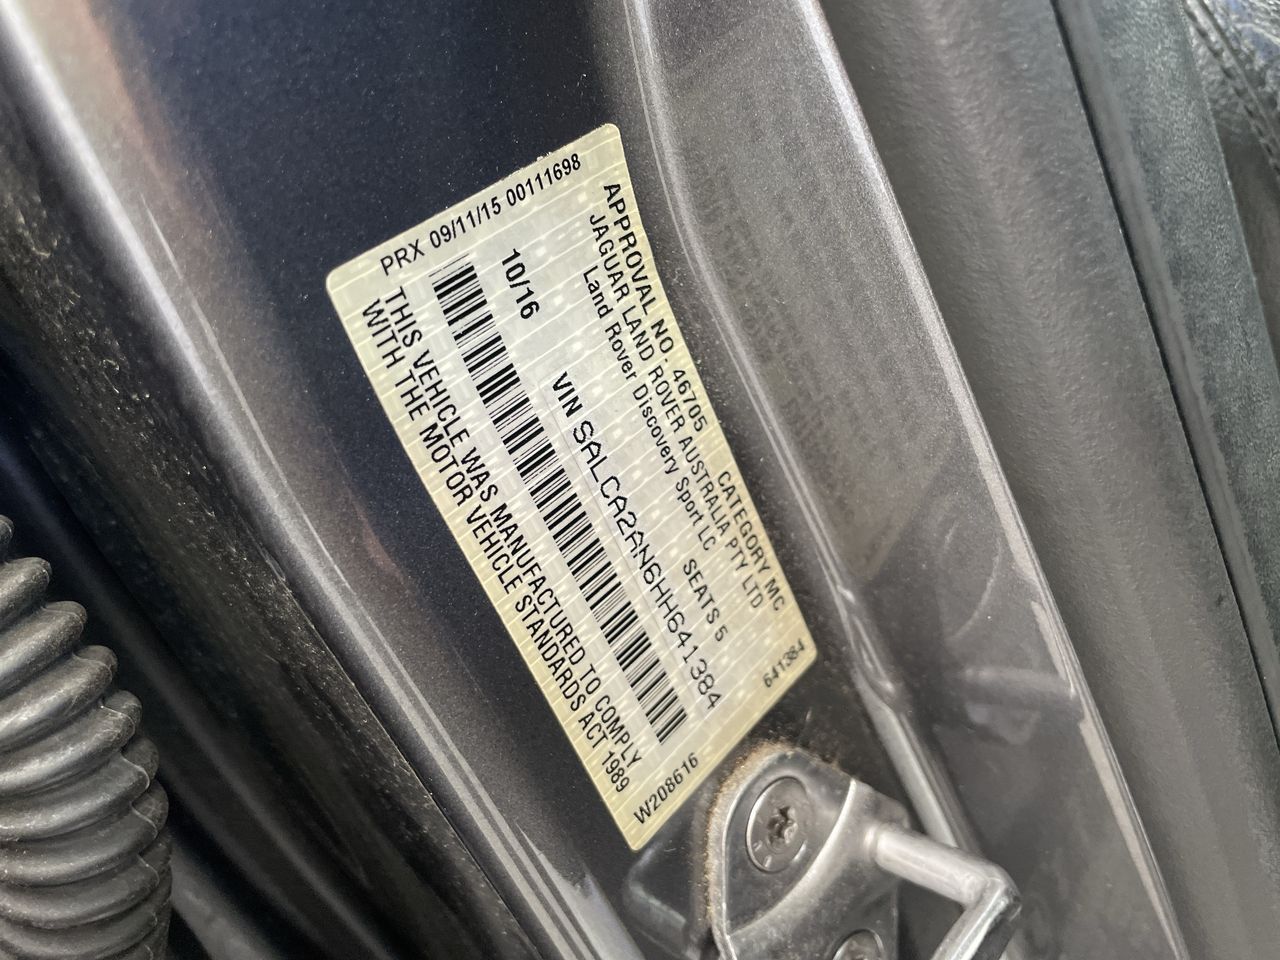 PRX 09/11/15 00111698
APPROVAL NO - 46705 CATEGORY MC
JAGUAR LAND ROVER AUSTRALIA PTY LTD
Land Rover Discovery Sport LC
10/16 SEATS 5
641384
VIN SALCA2AN6HH641384
THIS VEHICLE WAS MANUFACTURED TO COMPLY
WITH THE MOTOR VEHICLE STANDARDS ACT 1989
W208616